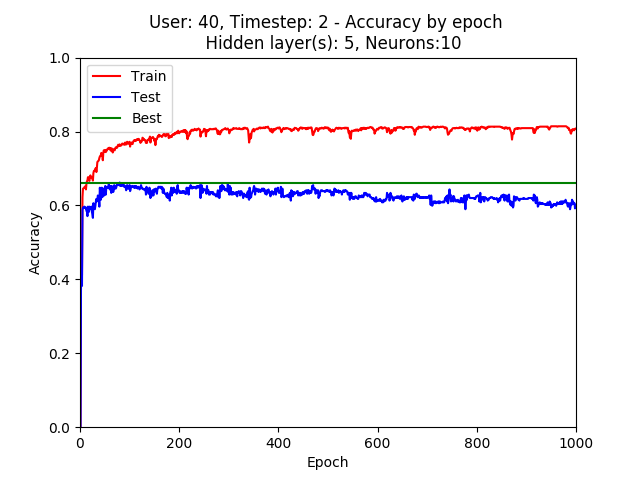 User: 40, Timestep: 2 - Accuracy by epoch
Hidden layer(s): 5, Neurons:10
Train
Test
Best
1.0
0.8
0.6
0.4
0.2
0.0
Accuracy
0 200 400 600 800 1000
Epoch